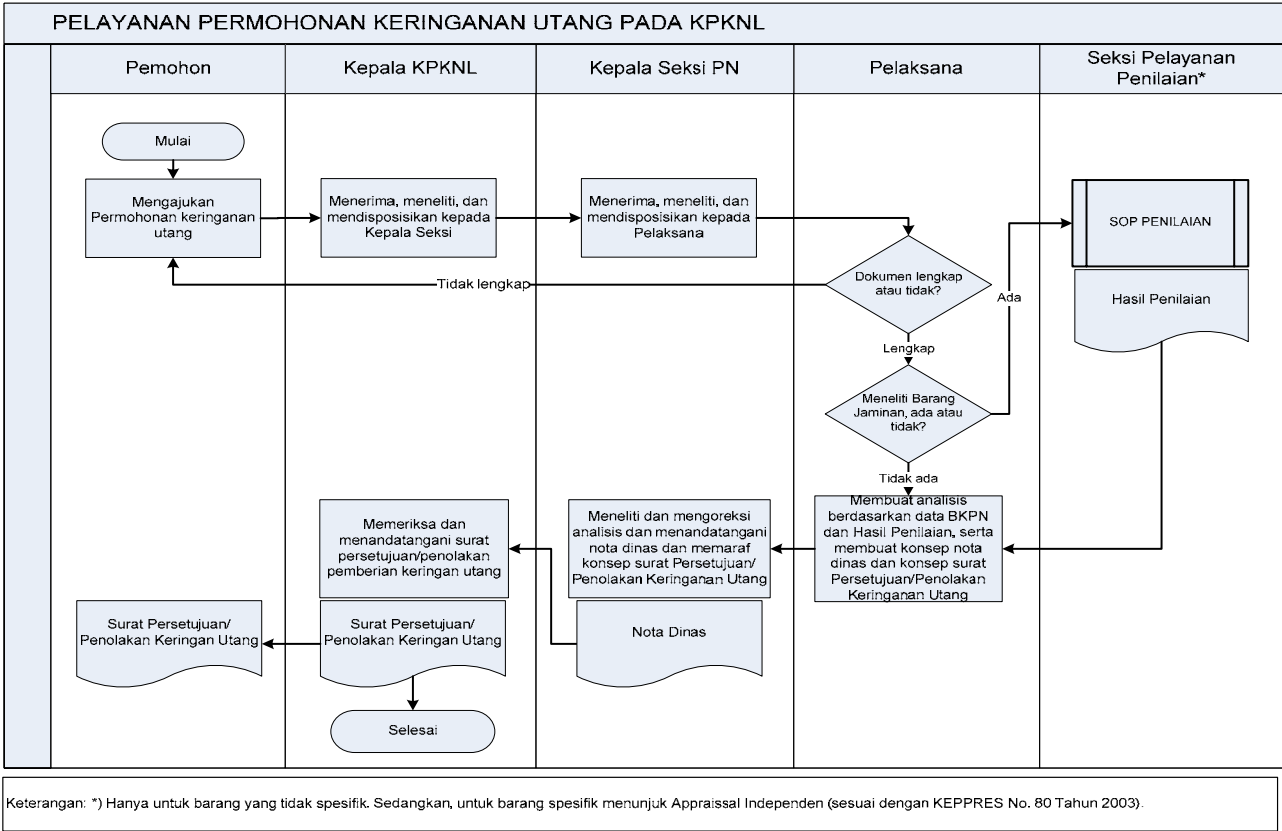 PELAYANAN PERMOHONAN KERINGANAN UTANG PADA KPKNL
Pemohon
Kepala KPKNL
Kepala Seksi PN
Pelaksana
Seksi Pelayanan
Penilaian*
Mulai
Mengajukan
Permohonan keringanan
utang
Menerima, meneliti, dan
mendisposisikan kepada
Kepala Seksi
Menerima, meneliti, dan
mendisposisikan kepada
Pelaksana
Dokumen lengkap
atau tidak?
Tidak lengkap
Lengkap
Meneliti Barang
Jaminan, ada atau
tidak?
Ada
Tidak ada
SOP PENILAIAN
Hasil Penilaian
Membuat analisis
berdasarkan data BKPN
dan Hasil Penilaian, serta
membuat konsep nota
dinas dan konsep surat
Persetujuan/Penolakan
Keringanan Utang
Meneliti dan mengoreksi
analisis dan menandatangani
nota dinas dan memaraf
konsep surat Persetujuan/
Penolakan Keringanan Utang
Nota Dinas
Memeriksa dan
menandatangani surat
persetujuan/penolakan
pemberian keringan utang
Surat Persetujuan/
Penolakan Keringan Utang
Surat Persetujuan/
Penolakan Keringan Utang
Selesai
Keterangan: *) Hanya untuk barang yang tidak spesifik. Sedangkan, untuk barang spesifik menunjuk Appraissal Independen (sesuai dengan KEPPRES No. 80 Tahun 2003).